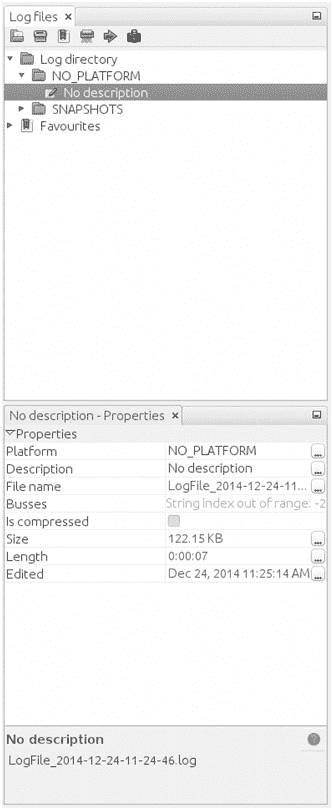 Log files
Log directory
NO_PLATFORM
No description
SNAPSHOTS
Favourites
No description - Properties
Properties
Platform NO_PLATFORM ...
Description No description ...
File name LogFile_2014-12-24-11... ...
Busses String index out of range: -2
Is compressed
Size 122.15 KB ...
Length 0:00:07 ...
Edited Dec 24, 2014 11:25:14 AM ...
No description ?
LogFile_2014-12-24-11-24-46.log